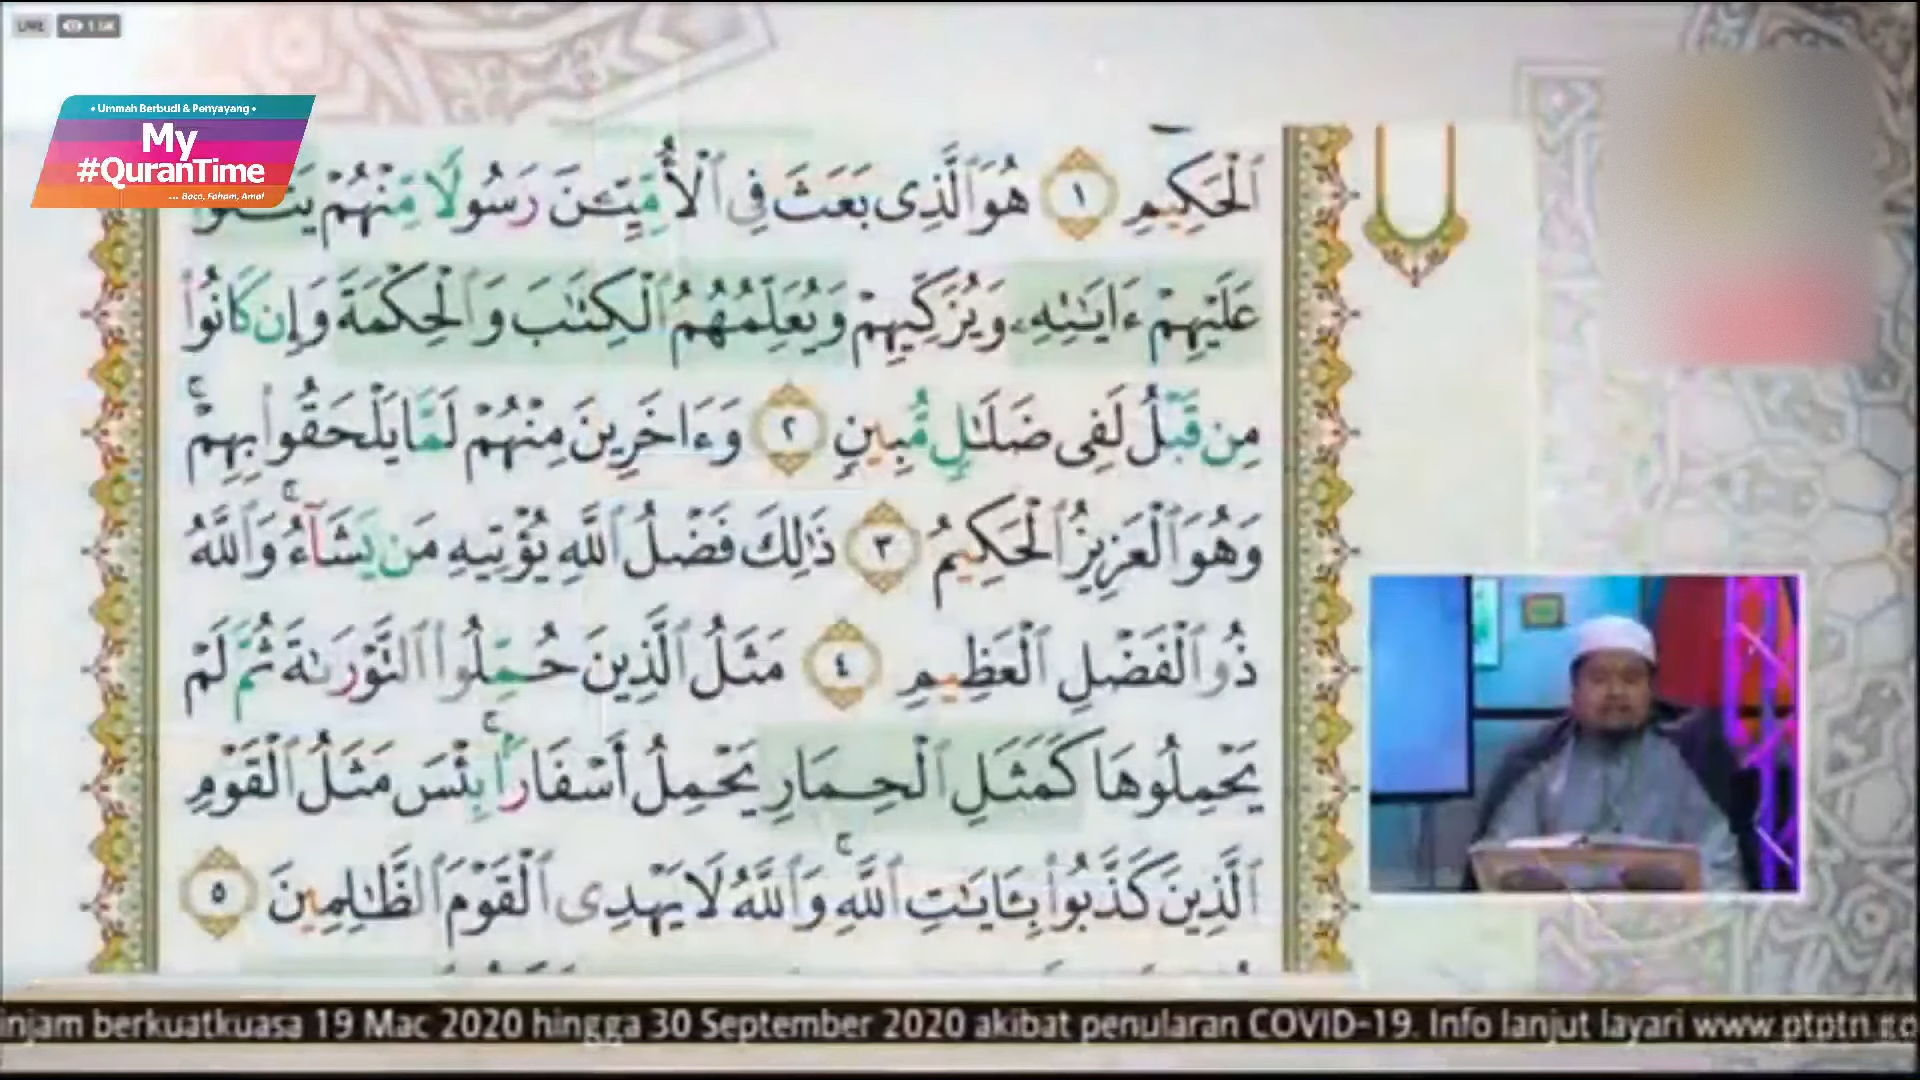 LIVE
• Ummah Berbudi & Penyayang •
My
#QuranTime
... Baca, Faham, Amal
ٱلْحَكِيمِ ١ هُوَ ٱلَّذِى بَعَثَ فِى ٱلْأُمِّيِّـۧنَ رَسُولًا مِّنْهُمْ يَتْلُوا۟
عَلَيْهِمْ ءَايَـٰتِهِۦ وَيُزَكِّيهِمْ وَيُعَلِّمُهُمُ ٱلْكِتَـٰبَ وَٱلْحِكْمَةَ وَإِن كَانُوا۟
مِن قَبْلُ لَفِى ضَلَـٰلٍ مُّبِينٍ ٢ وَءَاخَرِينَ مِنْهُمْ لَمَّا يَلْحَقُوا۟ بِهِمْ ۚ
وَهُوَ ٱلْعَزِيزُ ٱلْحَكِيمُ ٣ ذَٰلِكَ فَضْلُ ٱللَّهِ يُؤْتِيهِ مَن يَشَآءُ ۚ وَٱللَّهُ
ذُو ٱلْفَضْلِ ٱلْعَظِيمِ ٤ مَثَلُ ٱلَّذِينَ حُمِّلُوا۟ ٱلتَّوْرَىٰةَ ثُمَّ لَمْ
يَحْمِلُوهَا كَمَثَلِ ٱلْحِمَارِ يَحْمِلُ أَسْفَارًۢا ۚ بِئْسَ مَثَلُ ٱلْقَوْمِ
ٱلَّذِينَ كَذَّبُوا۟ بِـَٔايَـٰتِ ٱللَّهِ ۚ وَٱللَّهُ لَا يَهْدِى ٱلْقَوْمَ ٱلظَّـٰلِمِينَ ٥
injam berkuatkuasa 19 Mac 2020 hingga 30 September 2020 akibat penularan COVID-19. Info lanjut layari www.ptptn.go